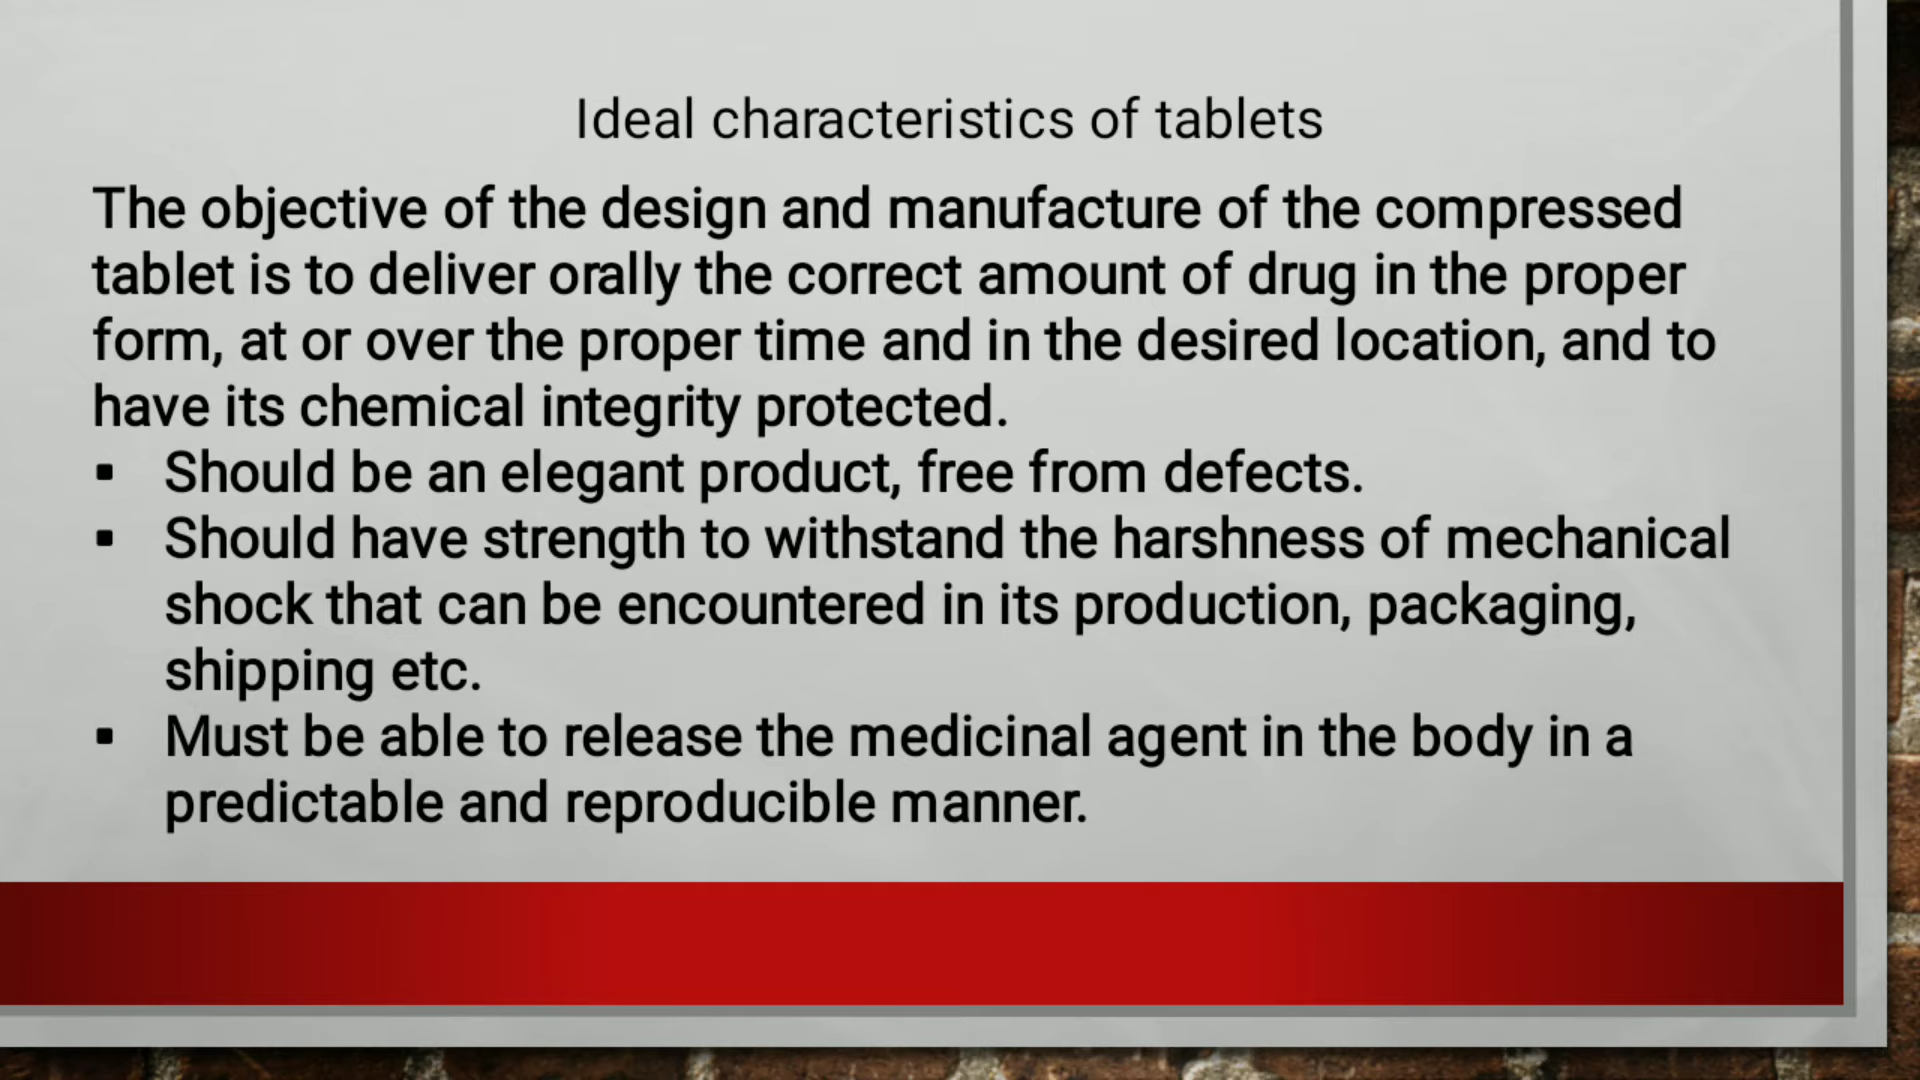 Ideal characteristics of tablets
The objective of the design and manufacture of the compressed
tablet is to deliver orally the correct amount of drug in the proper
form, at or over the proper time and in the desired location, and to
have its chemical integrity protected.
▪ Should be an elegant product, free from defects.
▪ Should have strength to withstand the harshness of mechanical
shock that can be encountered in its production, packaging,
shipping etc.
▪ Must be able to release the medicinal agent in the body in a
predictable and reproducible manner.